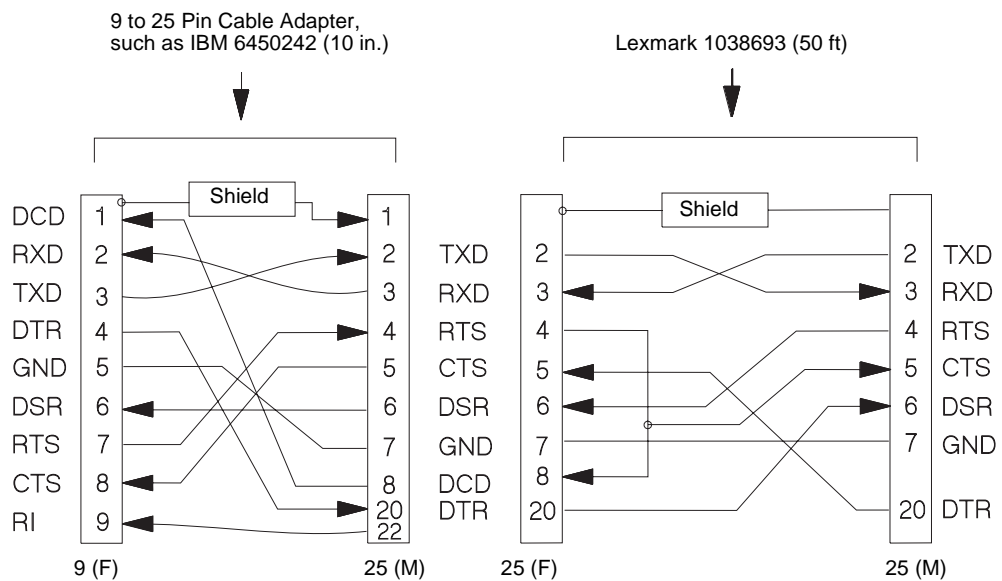 9 to 25 Pin Cable Adapter,
such as IBM 6450242 (10 in.)
Lexmark 1038693 (50 ft)
Shield
DCD 1 1
RXD 2 2
TXD 3 3
DTR 4 4
GND 5 5
DSR 6 6
RTS 7 7
CTS 8 8
20
RI 9 22
9 (F) 25 (M)
Shield
TXD 2 2 TXD
RXD 3 3 RXD
RTS 4 4 RTS
CTS 5 5 CTS
DSR 6 6 DSR
GND 7 7 GND
DCD 8
DTR 20 20 DTR
25 (F) 25 (M)